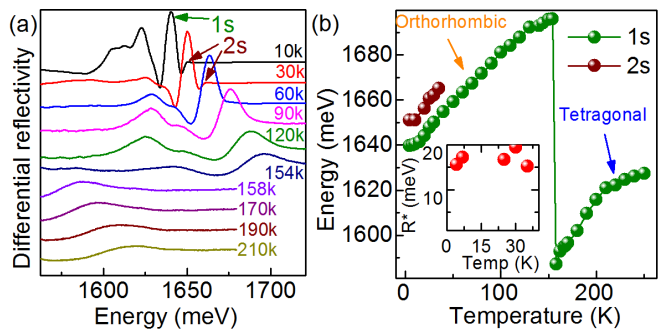 (a)
1s
2s
10k
30k
60k
90k
120k
154k
158k
170k
190k
210k
Differential reflectivity
1600 1650 1700
Energy (meV)
(b)
Orthorhombic
1s
2s
Tetragonal
1680
1660
1640
1620
1600
Energy (meV)
20
10
0
R* (meV)
0 15 30
Temp (K)
0 100 200
Temperature (K)